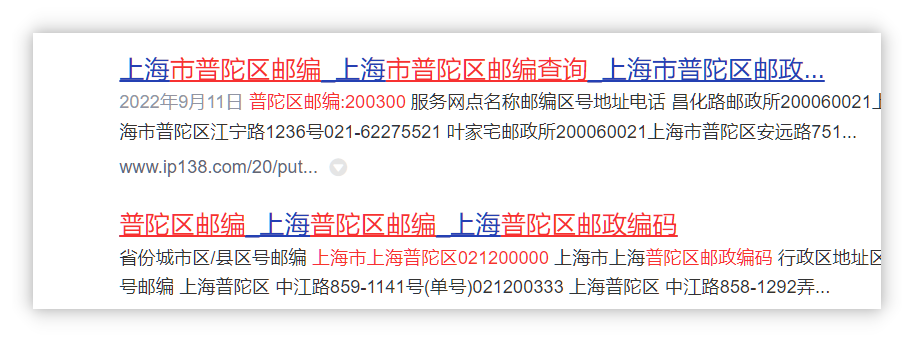 上海市普陀区邮编_上海市普陀区邮编查询_上海市普陀区邮政...
2022年9月11日 普陀区邮编:200300 服务网点名称邮编区号地址电话 昌化路邮政所200060021上
海市普陀区江宁路1236号021-62275521 叶家宅邮政所200060021上海市普陀区安远路751...
www.ip138.com/20/put...
普陀区邮编_上海普陀区邮编_上海普陀区邮政编码
省份城市区/县区号邮编 上海市上海普陀区021200000 上海市上海普陀区邮政编码 行政区地址区
号邮编 上海普陀区 中江路859-1141号(单号)021200333 上海普陀区 中江路858-1292弄...